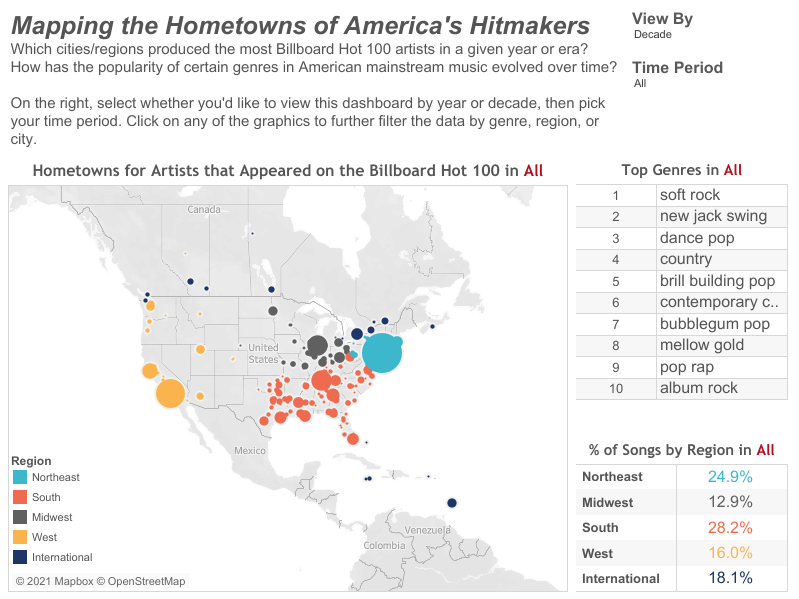 Mapping the Hometowns of America's Hitmakers
Which cities/regions produced the most Billboard Hot 100 artists in a given year or era?
How has the popularity of certain genres in American mainstream music evolved over time?
On the right, select whether you'd like to view this dashboard by year or decade, then pick
your time period. Click on any of the graphics to further filter the data by genre, region, or
city.
View By
Decade
Time Period
All
Hometowns for Artists that Appeared on the Billboard Hot 100 in All
Canada
United
States
Mexico
Venezuela
Colombia
Region
Northeast
South
Midwest
West
International
© 2021 Mapbox © OpenStreetMap
Top Genres in All
1 soft rock
2 new jack swing
3 dance pop
4 country
5 brill building pop
6 contemporary c..
7 bubblegum pop
8 mellow gold
9 pop rap
10 album rock
% of Songs by Region in All
Northeast 24.9%
Midwest 12.9%
South 28.2%
West 16.0%
International 18.1%